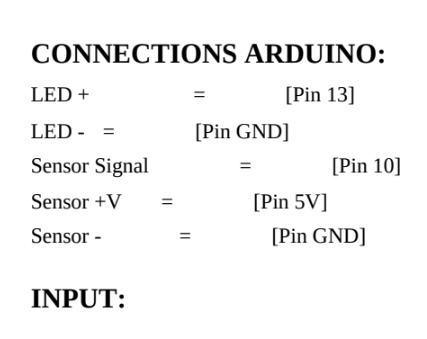 CONNECTIONS ARDUINO:
LED + = [Pin 13]
LED - = [Pin GND]
Sensor Signal = [Pin 10]
Sensor +V = [Pin 5V]
Sensor - = [Pin GND]
INPUT: